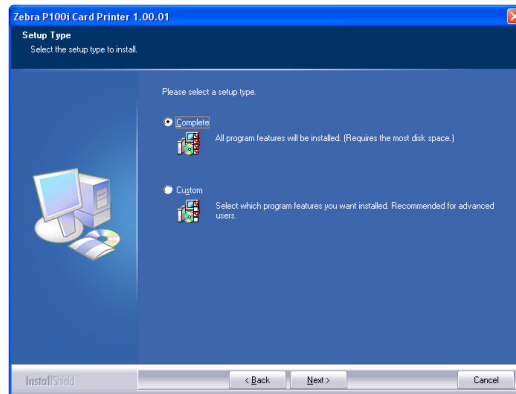 Zebra P100i Card Printer 1.00.01
Setup Type
Select the setup type to install.
Please select a setup type.
Complete
All program features will be installed. (Requires the most disk space.)
Custom
Select which program features you want installed. Recommended for advanced
users.
InstallShield
< Back
Next >
Cancel